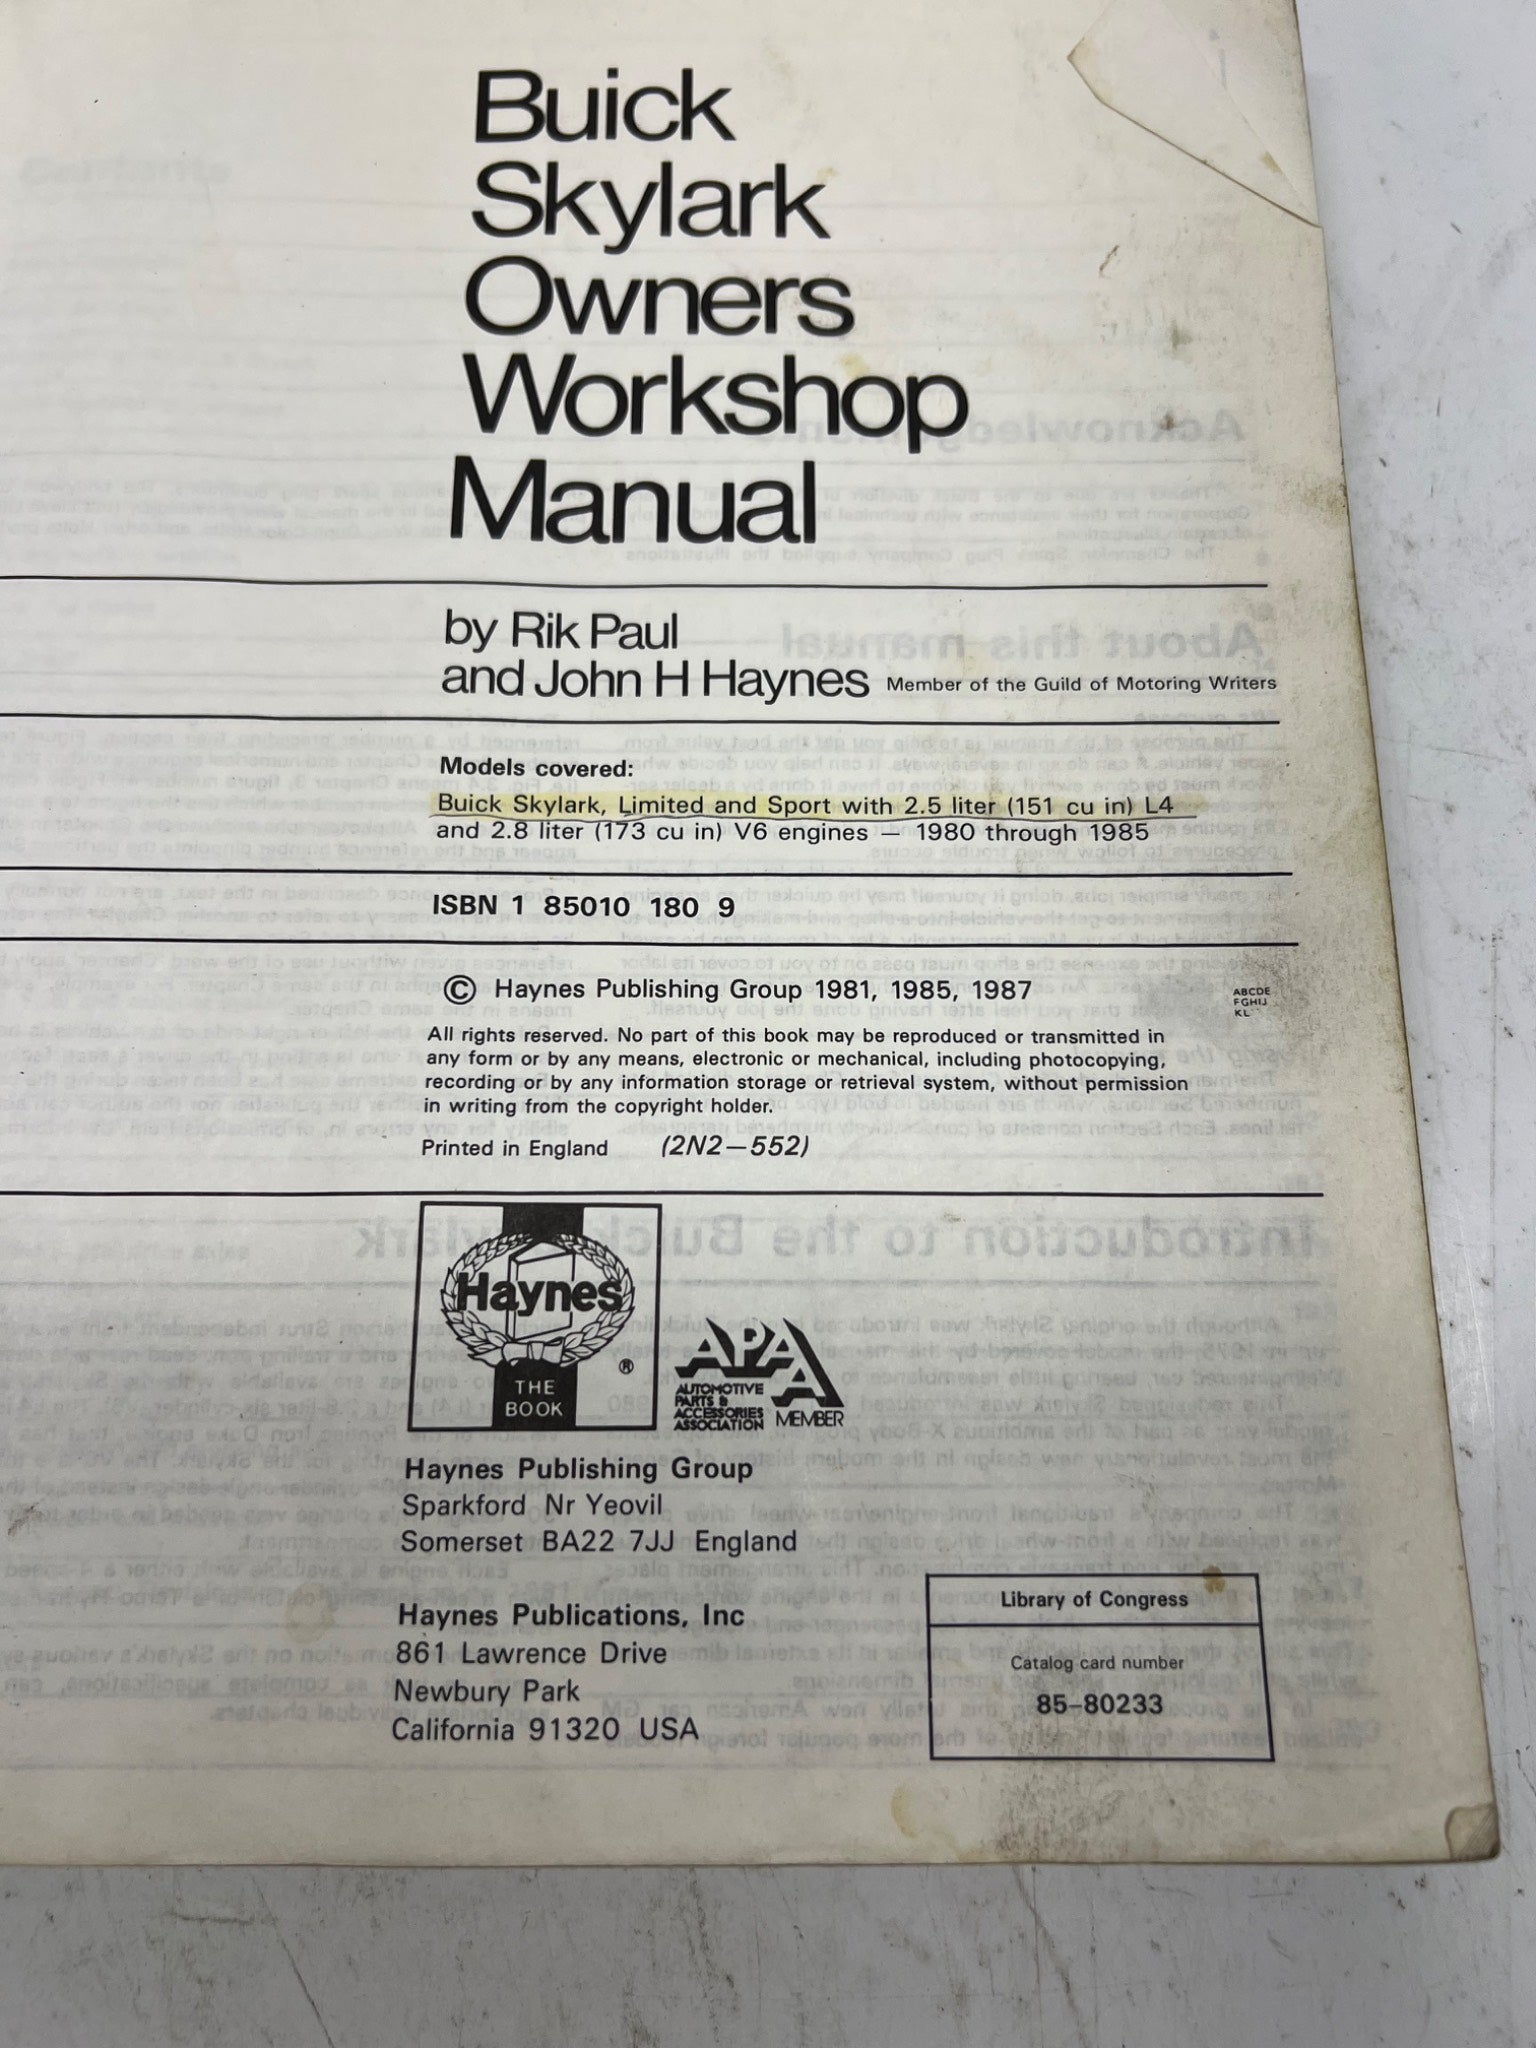 Buick
Skylark
Owners
Workshop
Manual
by Rik Paul
and John H Haynes Member of the Guild of Motoring Writers
Models covered:
Buick Skylark, Limited and Sport with 2.5 liter (151 cu in) L4
and 2.8 liter (173 cu in) V6 engines — 1980 through 1985
ISBN 1 85010 180 9
© Haynes Publishing Group 1981, 1985, 1987
ABCDE
FGHIJ
KL
All rights reserved. No part of this book may be reproduced or transmitted in
any form or by any means, electronic or mechanical, including photocopying,
recording or by any information storage or retrieval system, without permission
in writing from the copyright holder.
Printed in England (2N2—552)
Haynes
®
THE
BOOK
APAA
AUTOMOTIVE
PARTS &
ACCESSORIES
ASSOCIATION MEMBER
Haynes Publishing Group
Sparkford Nr Yeovil
Somerset BA22 7JJ England
Haynes Publications, Inc
861 Lawrence Drive
Newbury Park
California 91320 USA
Library of Congress
Catalog card number
85-80233